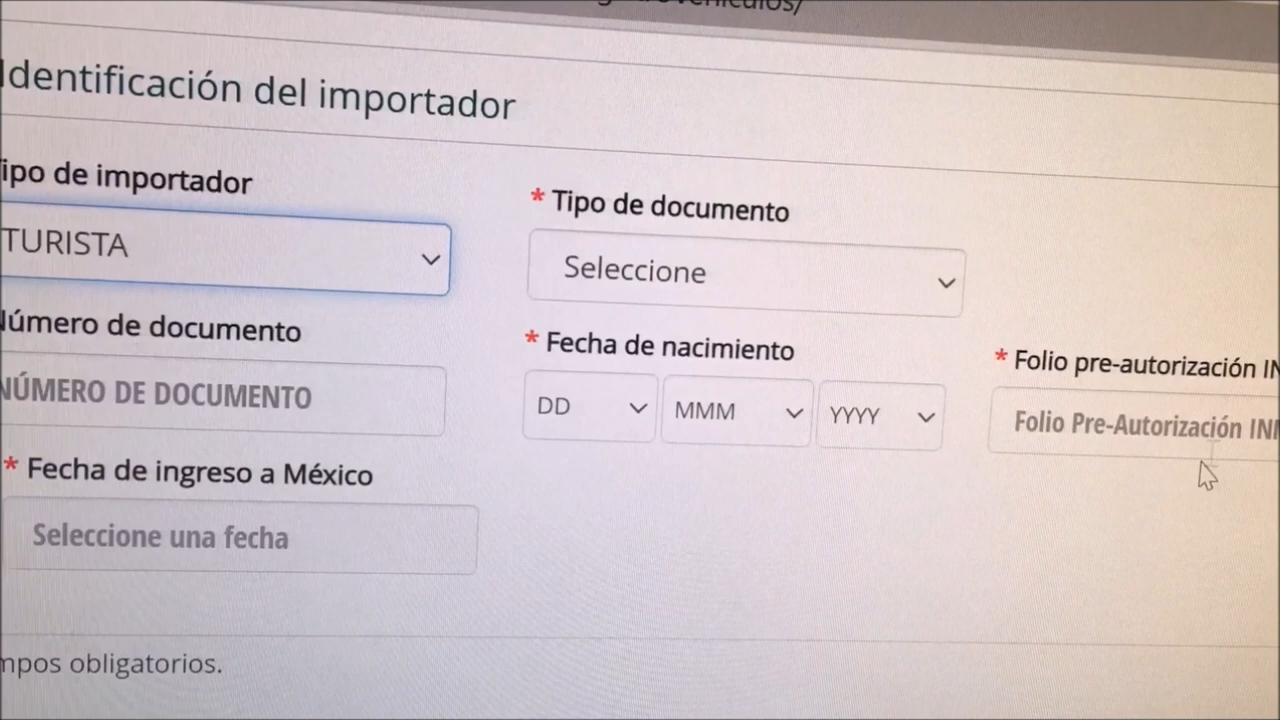 Identificación del importador
ipo de importador
* Tipo de documento
TURISTA
Seleccione
Número de documento
* Fecha de nacimiento
* Folio pre-autorización IN
NÚMERO DE DOCUMENTO
DD
MMM
YYYY
Folio Pre-Autorización IN
* Fecha de ingreso a México
Seleccione una fecha
mpos obligatorios.